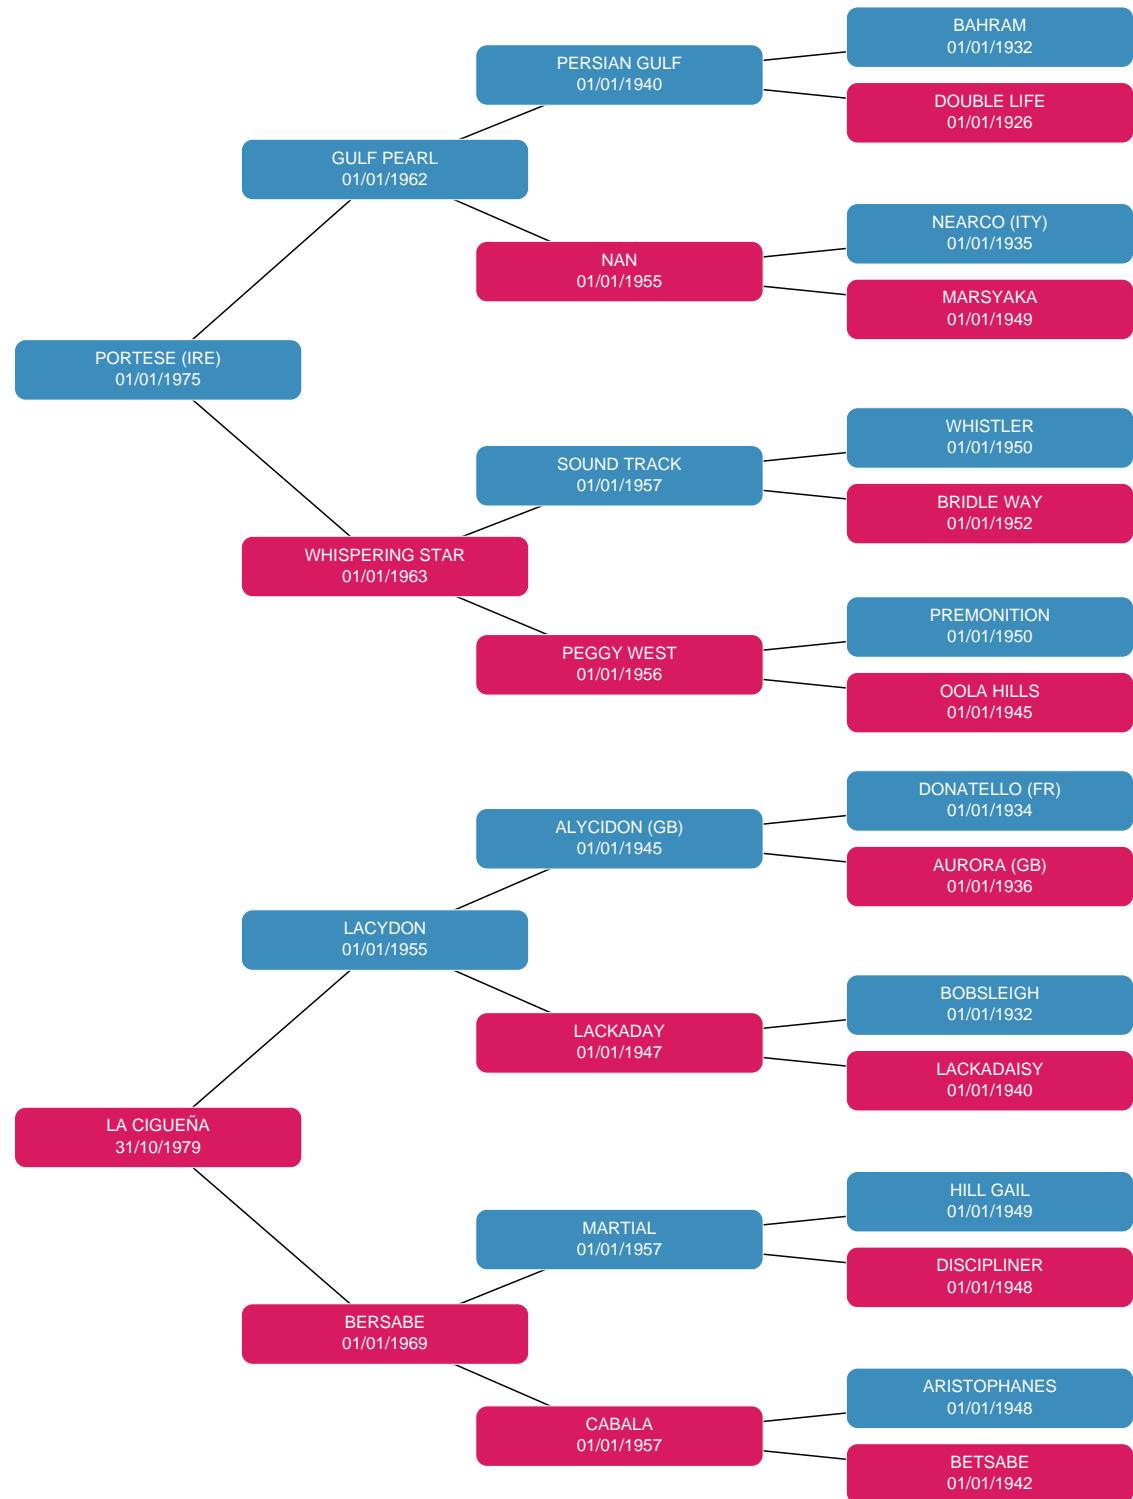 BAHRAM
01/01/1932
PERSIAN GULF
01/01/1940
DOUBLE LIFE
01/01/1926
GULF PEARL
01/01/1962
NEARCO (ITY)
01/01/1935
NAN
01/01/1955
MARSYAKA
01/01/1949
PORTESE (IRE)
01/01/1975
WHISTLER
01/01/1950
SOUND TRACK
01/01/1957
BRIDLE WAY
01/01/1952
WHISPERING STAR
01/01/1963
PREMONITION
01/01/1950
PEGGY WEST
01/01/1956
OOLA HILLS
01/01/1945
DONATELLO (FR)
01/01/1934
ALYCIDON (GB)
01/01/1945
AURORA (GB)
01/01/1936
LACYDON
01/01/1955
BOBSLEIGH
01/01/1932
LACKADAY
01/01/1947
LACKADAISY
01/01/1940
LA CIGUEÑA
31/10/1979
HILL GAIL
01/01/1949
MARTIAL
01/01/1957
DISCIPLINER
01/01/1948
BERSABE
01/01/1969
ARISTOPHANES
01/01/1948
CABALA
01/01/1957
BETSABE
01/01/1942